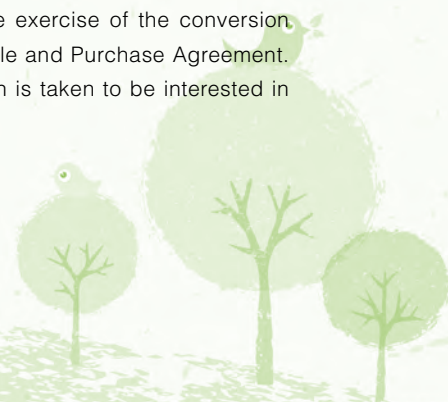 e exercise of the conversion
le and Purchase Agreement.
n is taken to be interested in